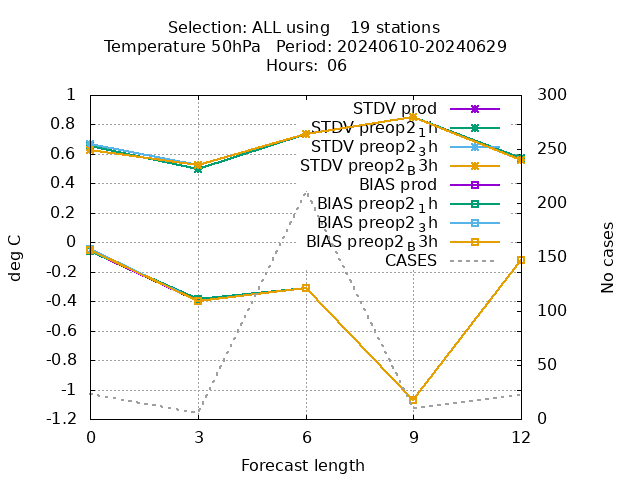 Selection: ALL using 19 stations
Temperature 50hPa Period: 20240610-20240629
Hours: 06
1
0.8
0.6
0.4
0.2
0
-0.2
-0.4
-0.6
-0.8
-1
-1.2
deg C
STDV prod
STDV preop2₁h
STDV preop2₃h
STDV preop2_B3h
BIAS prod
BIAS preop2₁h
BIAS preop2₃h
BIAS preop2_B3h
CASES
300
250
200
150
100
50
0
No cases
0 3 6 9 12
Forecast length